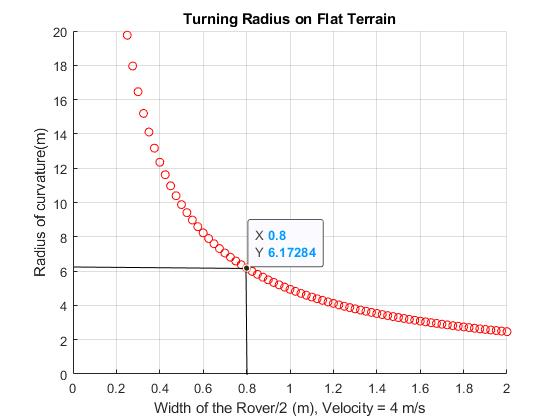 Turning Radius on Flat Terrain
Radius of curvature(m)
20
18
16
14
12
10
8
6
4
2
0
X 0.8
Y 6.17284
0 0.2 0.4 0.6 0.8 1 1.2 1.4 1.6 1.8 2
Width of the Rover/2 (m), Velocity = 4 m/s